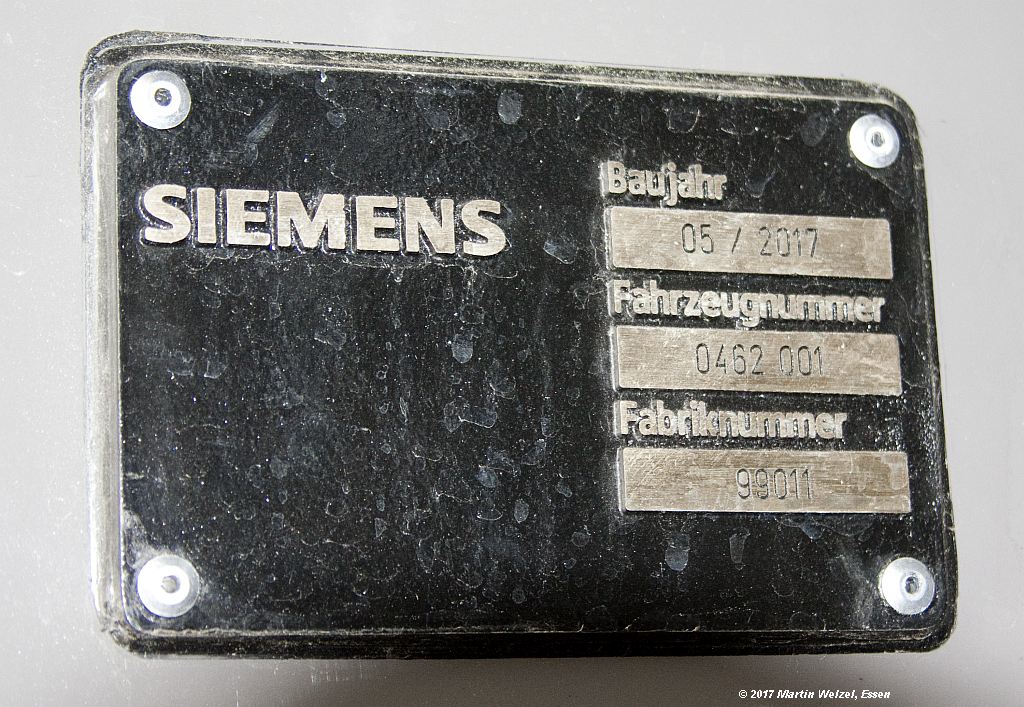 SIEMENS
Baujahr
05 / 2017
Fahrzeugnummer
0462 001
Fabriknummer
99011
© 2017 Martin Welzel, Essen